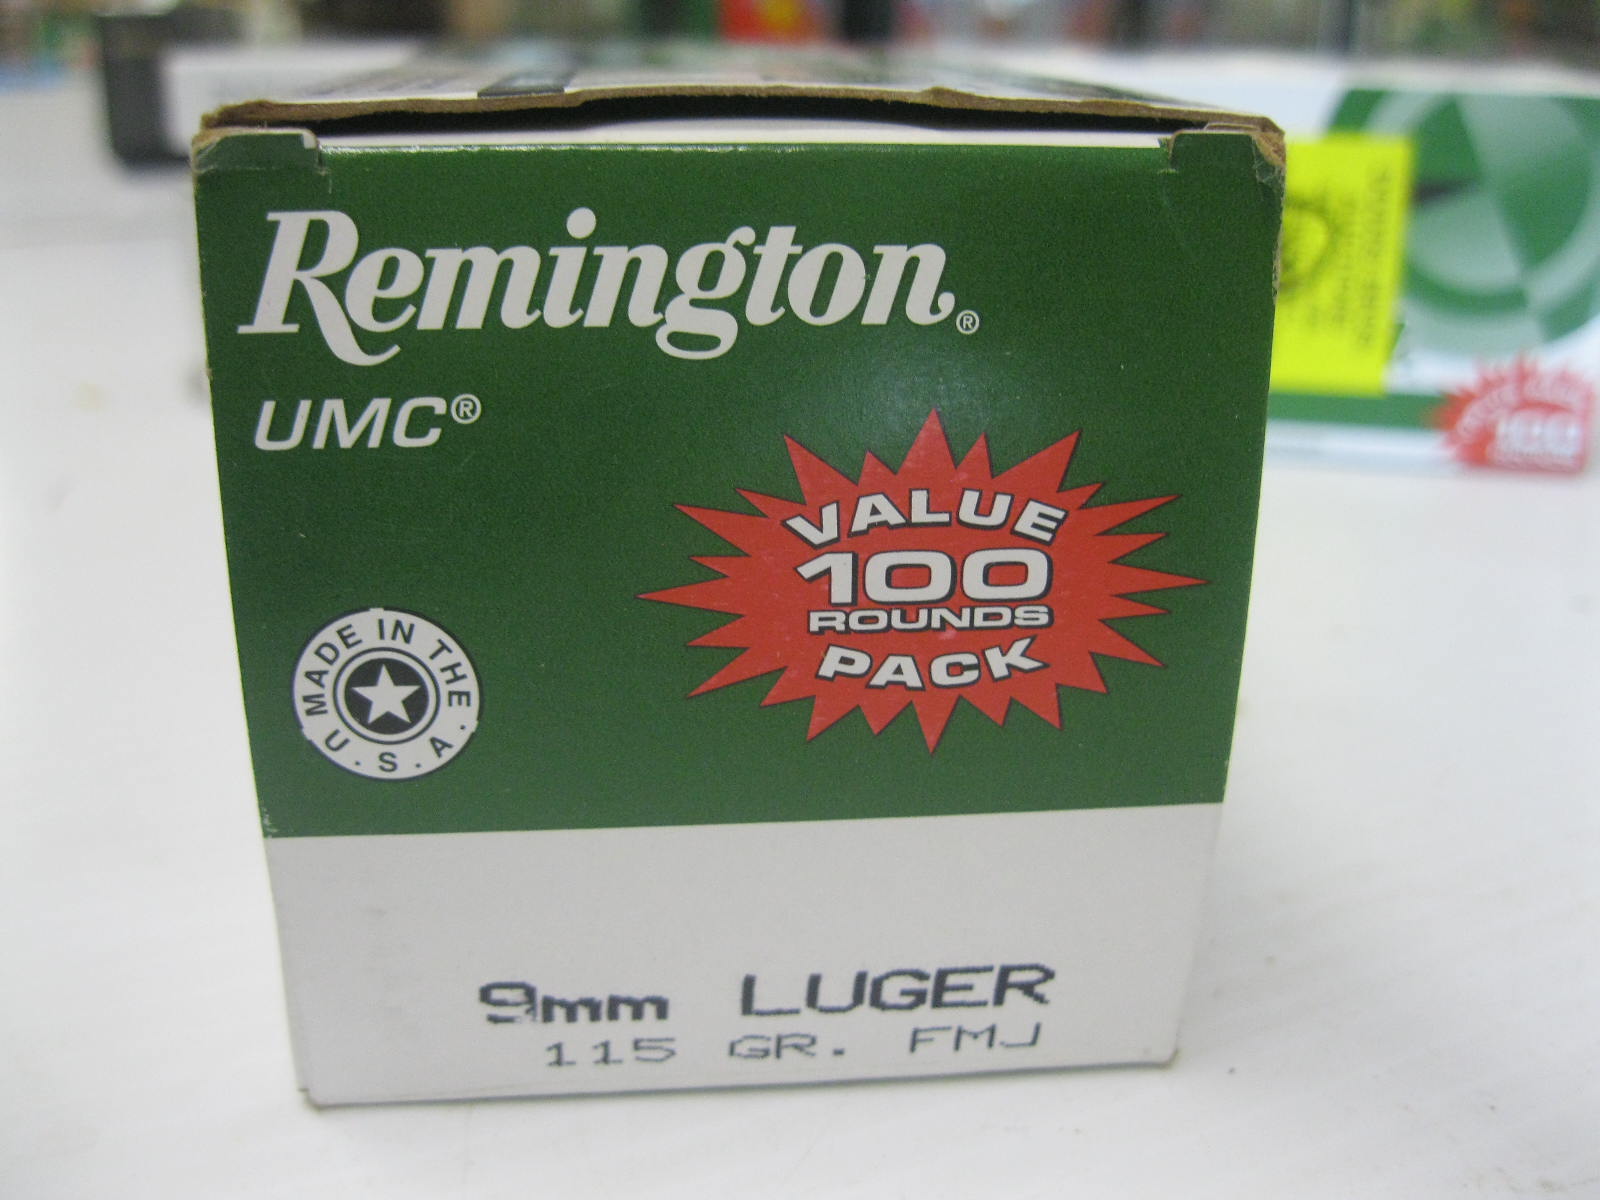 Remington®
UMC®
VALUE
100
ROUNDS
PACK
MADE IN THE
U.S.A.
9mm LUGER
115 GR. FMJ